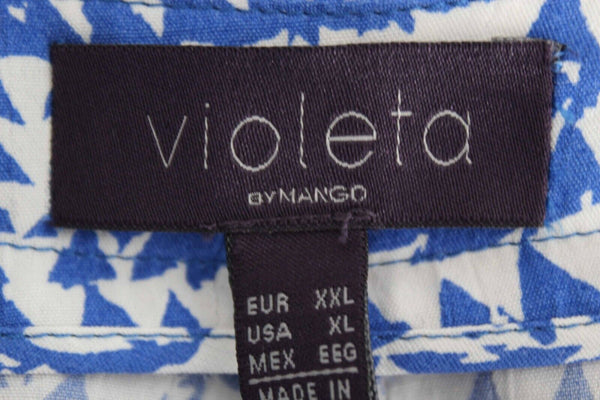 violeta
BY MANGO
EUR XXL
USA XL
MEX EEG
MADE IN